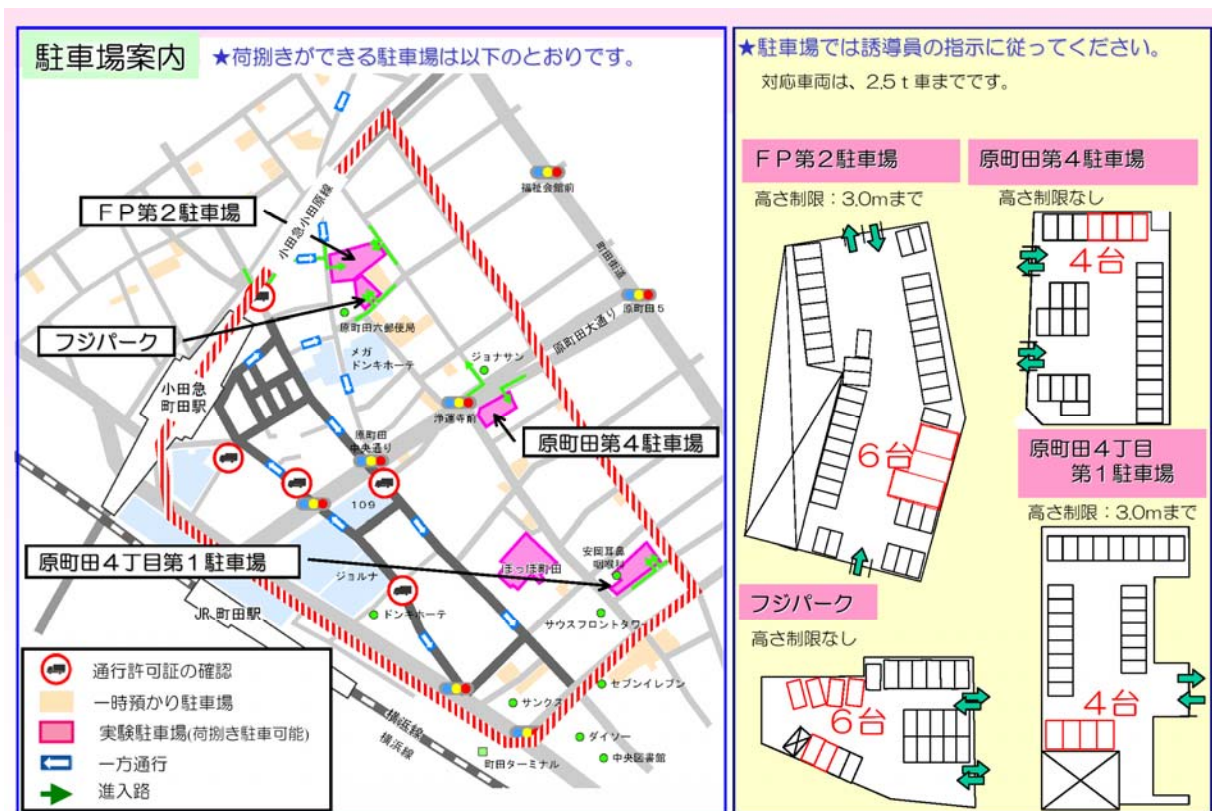 駐車場案内
★荷捌きができる駐車場は以下のとおりです。
福祉会館前
小田急小田原線
FP第2駐車場
町田街道
原町田5
原町田大通り
原町田六郵便局
フジパーク
メガ
ドンキホーテ
ジョナサン
小田急
町田駅
浄運寺前
原町田
中央通り
原町田第4駐車場
109
原町田4丁目第1駐車場
安岡耳鼻
咽喉科
ぽっぽ町田
ジョルナ
JR.町田駅
ドンキホーテ
サウスフロントタワー
セブンイレブン
サンクス
ダイソー
町田ターミナル
中央図書館
横浜線
横浜線
通行許可証の確認
一時預かり駐車場
実験駐車場(荷捌き駐車可能)
一方通行
進入路
★駐車場では誘導員の指示に従ってください。
対応車両は、2.5t車までです。
FP第2駐車場
高さ制限:3.0mまで
6台
原町田第4駐車場
高さ制限なし
4台
フジパーク
高さ制限なし
6台
原町田4丁目
第1駐車場
高さ制限:3.0mまで
4台